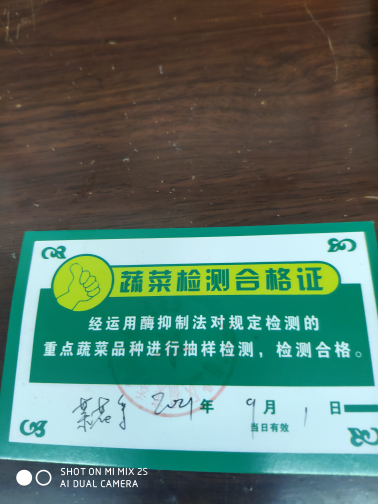 蔬菜检测合格证
经运用酶抑制法对规定检测的
重点蔬菜品种进行抽样检测，检测合格。
2021年 9月 1日
当日有效
SHOT ON MI MIX 2S
AI DUAL CAMERA